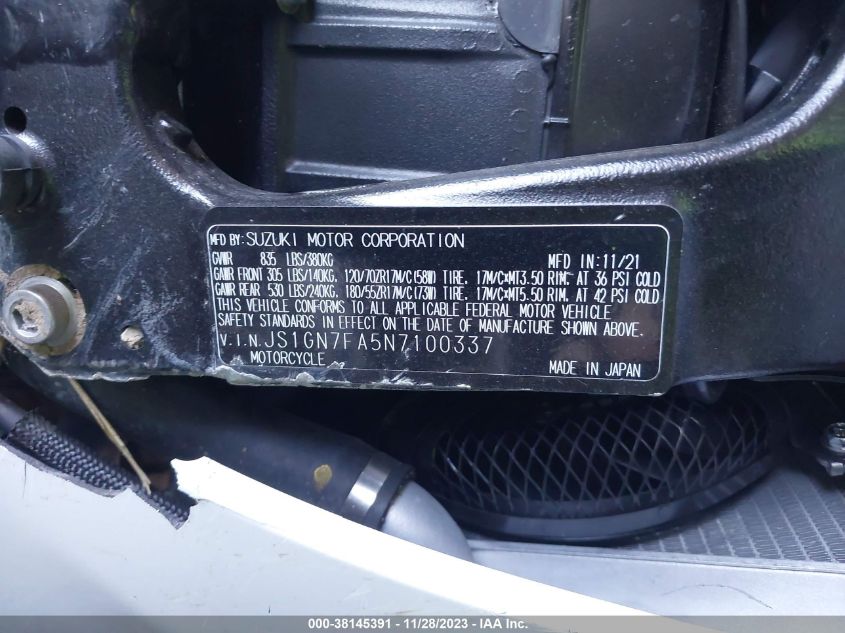 MFD BY: SUZUKI MOTOR CORPORATION
GVWR 835 LBS/380KG MFD IN: 11/21
GAWR FRONT 305 LBS/140KG. 120/70ZR17M/C(58W) TIRE. 17M/C×MT3.50 RIM. AT 36 PSI COLD
GAWR REAR 530 LBS/240KG. 180/55ZR17M/C(73W) TIRE. 17M/C×MT5.50 RIM. AT 42 PSI COLD
THIS VEHICLE CONFORMS TO ALL APPLICABLE FEDERAL MOTOR VEHICLE
SAFETY STANDARDS IN EFFECT ON THE DATE OF MANUFACTURE SHOWN ABOVE.
V.I.N. JS1GN7FA5N7100337
MOTORCYCLE MADE IN JAPAN
000-38145391 - 11/28/2023 - IAA Inc.